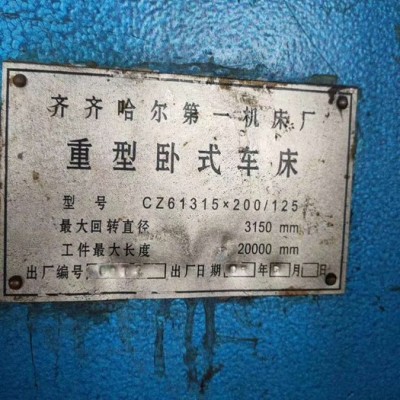 齐齐哈尔第一机床厂
重型卧式车床
型号 CZ61315×200/125
最大回转直径 3150 mm
工件最大长度 20000 mm
出厂编号 出厂日期 年 月 日